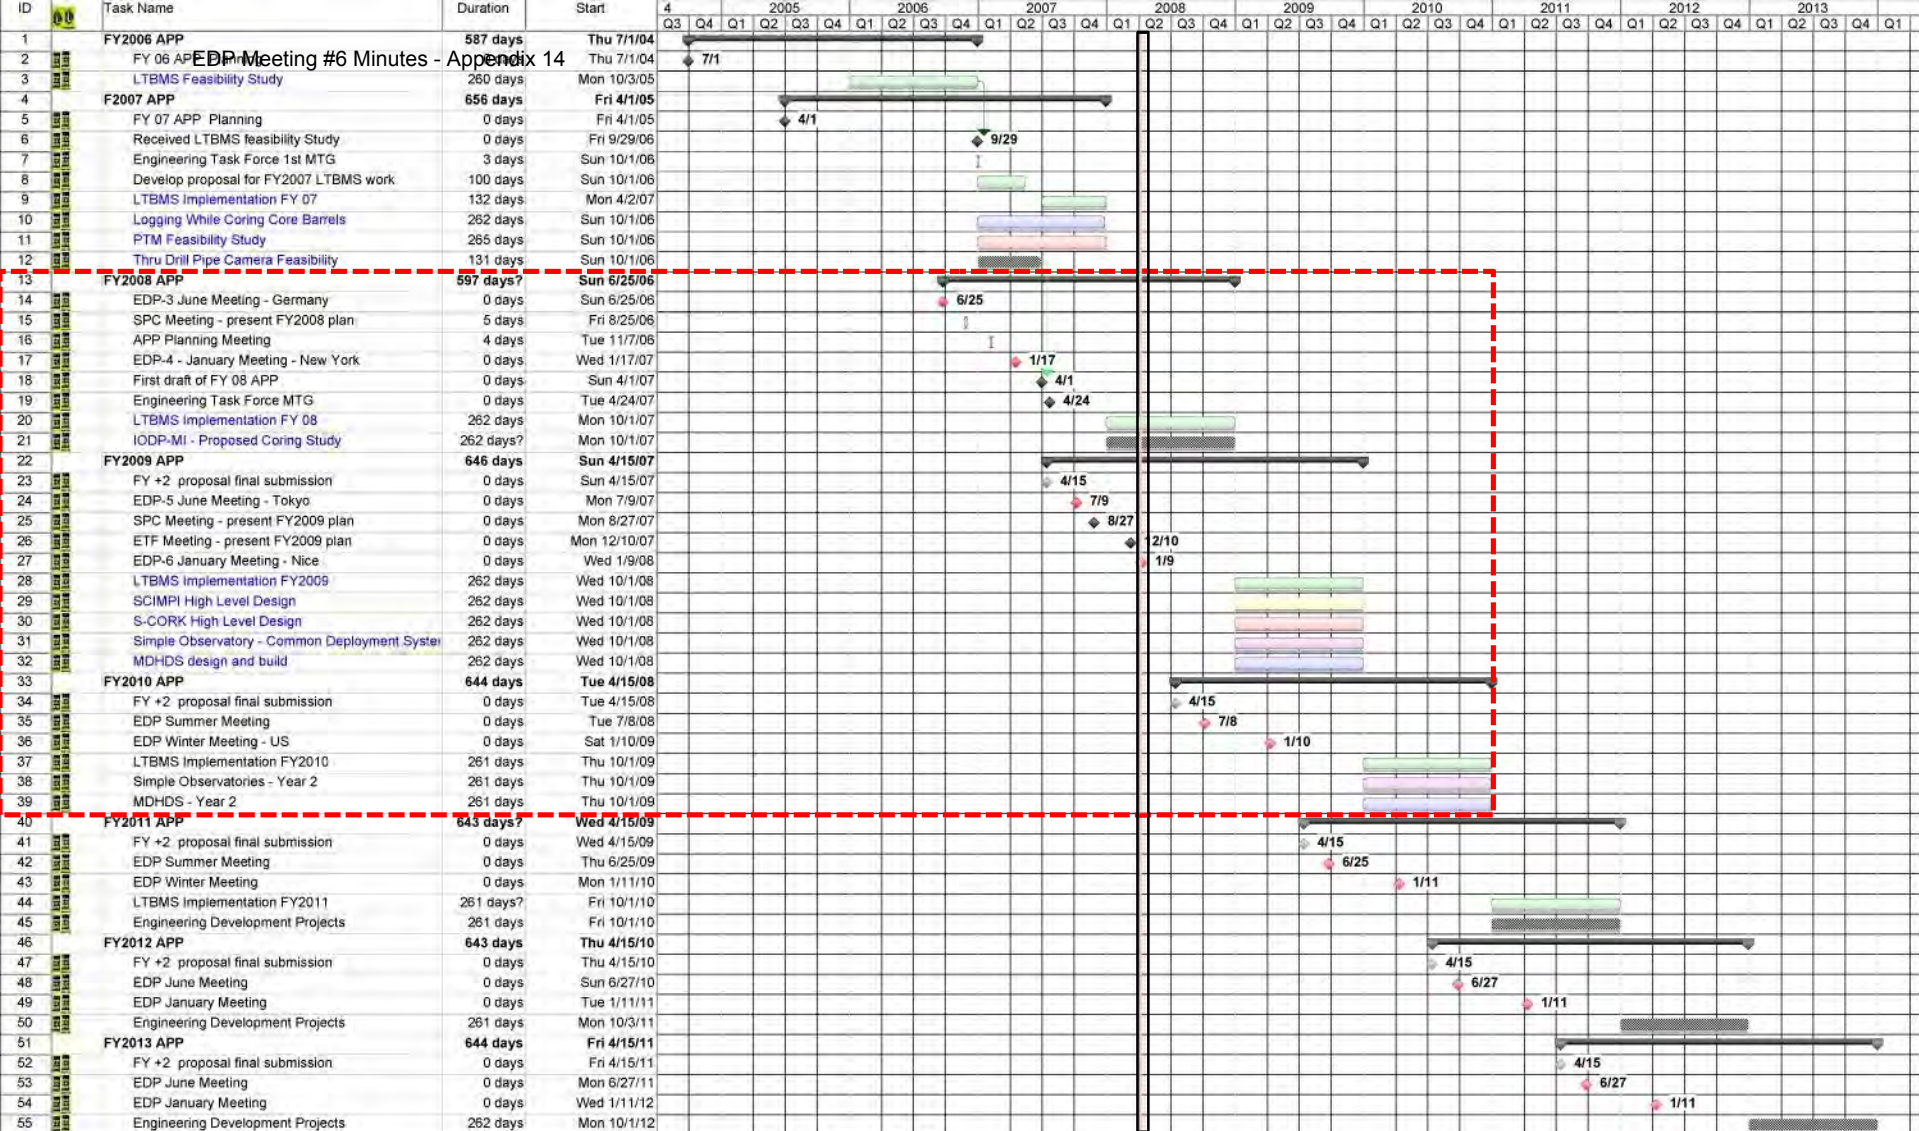 ID Task Name Duration Start 4 2005 2006 2007 2008 2009 2010 2011 2012 2013
Q3 Q4 Q1 Q2 Q3 Q4 Q1 Q2 Q3 Q4 Q1 Q2 Q3 Q4 Q1 Q2 Q3 Q4 Q1 Q2 Q3 Q4 Q1 Q2 Q3 Q4 Q1 Q2 Q3 Q4 Q1 Q2 Q3 Q4 Q1 Q2 Q3 Q4 Q1
1 FY2006 APP 587 days Thu 7/1/04
EDP Meeting #6 Minutes - Appendix 14
2 FY 06 APP Planning days Thu 7/1/04 7/1
3 LTBMS Feasibility Study 260 days Mon 10/3/05
4 F2007 APP 656 days Fri 4/1/05
5 FY 07 APP Planning 0 days Fri 4/1/05 4/1
6 Received LTBMS feasibility Study 0 days Fri 9/29/06 9/29
7 Engineering Task Force 1st MTG 3 days Sun 10/1/06
8 Develop proposal for FY2007 LTBMS work 100 days Sun 10/1/06
9 LTBMS Implementation FY 07 132 days Mon 4/2/07
10 Logging While Coring Core Barrels 262 days Sun 10/1/06
11 PTM Feasibility Study 265 days Sun 10/1/06
12 Thru Drill Pipe Camera Feasibility 131 days Sun 10/1/06
13 FY2008 APP 597 days? Sun 6/25/06
14 EDP-3 June Meeting - Germany 0 days Sun 6/25/06 6/25
15 SPC Meeting - present FY2008 plan 5 days Fri 8/25/06
16 APP Planning Meeting 4 days Tue 11/7/06
17 EDP-4 - January Meeting - New York 0 days Wed 1/17/07 1/17
18 First draft of FY 08 APP 0 days Sun 4/1/07 4/1
19 Engineering Task Force MTG 0 days Tue 4/24/07 4/24
20 LTBMS Implementation FY 08 262 days Mon 10/1/07
21 IODP-MI - Proposed Coring Study 262 days? Mon 10/1/07
22 FY2009 APP 646 days Sun 4/15/07
23 FY +2 proposal final submission 0 days Sun 4/15/07 4/15
24 EDP-5 June Meeting - Tokyo 0 days Mon 7/9/07 7/9
25 SPC Meeting - present FY2009 plan 0 days Mon 8/27/07 8/27
26 ETF Meeting - present FY2009 plan 0 days Mon 12/10/07 12/10
27 EDP-6 January Meeting - Nice 0 days Wed 1/9/08 1/9
28 LTBMS Implementation FY2009 262 days Wed 10/1/08
29 SCIMPI High Level Design 262 days Wed 10/1/08
30 S-CORK High Level Design 262 days Wed 10/1/08
31 Simple Observatory - Common Deployment Syster 262 days Wed 10/1/08
32 MDHDS design and build 262 days Wed 10/1/08
33 FY2010 APP 644 days Tue 4/15/08
34 FY +2 proposal final submission 0 days Tue 4/15/08 4/15
35 EDP Summer Meeting 0 days Tue 7/8/08 7/8
36 EDP Winter Meeting - US 0 days Sat 1/10/09 1/10
37 LTBMS Implementation FY2010 261 days Thu 10/1/09
38 Simple Observatories - Year 2 261 days Thu 10/1/09
39 MDHDS - Year 2 261 days Thu 10/1/09
40 FY2011 APP 643 days? Wed 4/15/09
41 FY +2 proposal final submission 0 days Wed 4/15/09 4/15
42 EDP Summer Meeting 0 days Thu 6/25/09 6/25
43 EDP Winter Meeting 0 days Mon 1/11/10 1/11
44 LTBMS Implementation FY2011 261 days? Fri 10/1/10
45 Engineering Development Projects 261 days Fri 10/1/10
46 FY2012 APP 643 days Thu 4/15/10
47 FY +2 proposal final submission 0 days Thu 4/15/10 4/15
48 EDP June Meeting 0 days Sun 6/27/10 6/27
49 EDP January Meeting 0 days Tue 1/11/11 1/11
50 Engineering Development Projects 261 days Mon 10/3/11
51 FY2013 APP 644 days Fri 4/15/11
52 FY +2 proposal final submission 0 days Fri 4/15/11 4/15
53 EDP June Meeting 0 days Mon 6/27/11 6/27
54 EDP January Meeting 0 days Wed 1/11/12 1/11
55 Engineering Development Projects 262 days Mon 10/1/12